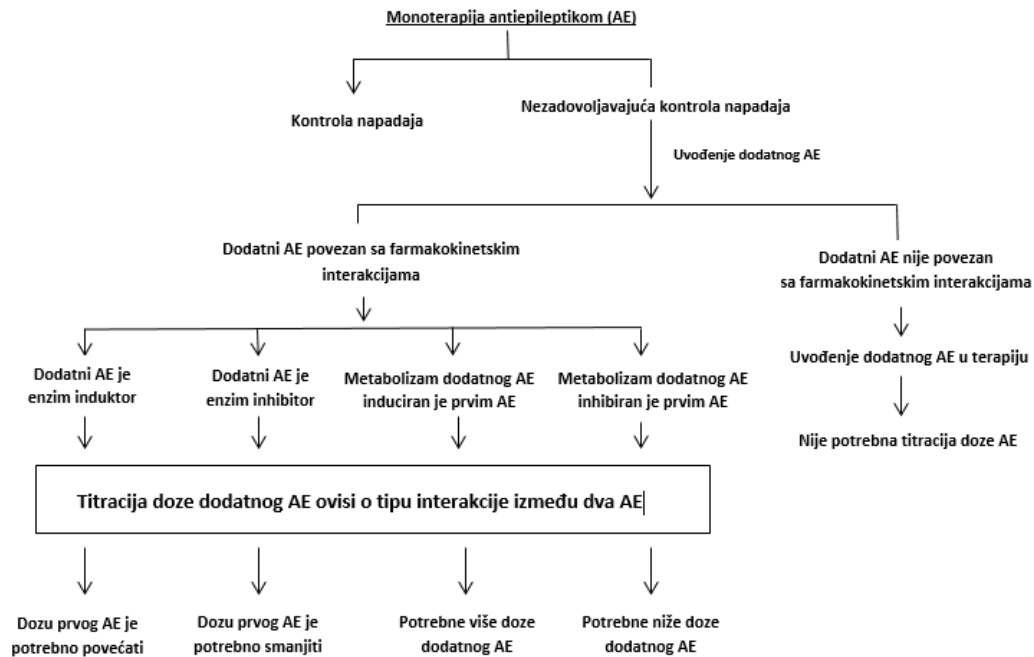 Monoterapija antiepileptikom (AE)
Kontrola napadaja
Nezadovoljavajuća kontrola napadaja
Uvođenje dodatnog AE
Dodatni AE povezan sa farmakokinetskim
interakcijama
Dodatni AE nije povezan
sa farmakokinetskim interakcijama
Dodatni AE je
enzim induktor
Dodatni AE je
enzim inhibitor
Metabolizam dodatnog AE
induciran je prvim AE
Metabolizam dodatnog AE
inhibiran je prvim AE
Uvođenje dodatnog AE u terapiju
Nije potrebna titracija doze AE
Titracija doze dodatnog AE ovisi o tipu interakcije između dva AE
Dozu prvog AE je
potrebno povećati
Dozu prvog AE je
potrebno smanjiti
Potrebne više doze
dodatnog AE
Potrebne niže doze
dodatnog AE